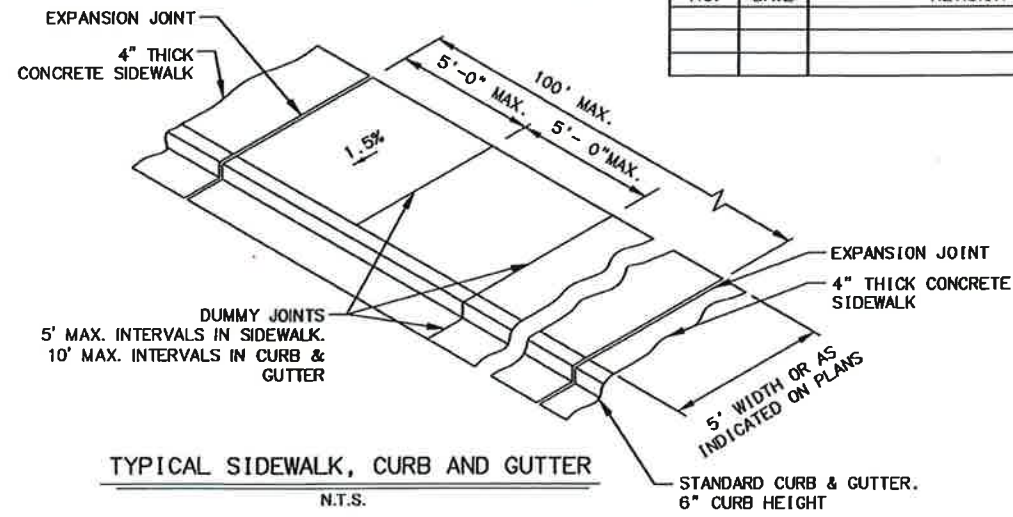 EXPANSION JOINT
4" THICK
CONCRETE SIDEWALK
5'-0" MAX.
100' MAX.
5'- 0"MAX.
1.5%
EXPANSION JOINT
4" THICK CONCRETE
SIDEWALK
DUMMY JOINTS
5' MAX. INTERVALS IN SIDEWALK.
10' MAX. INTERVALS IN CURB &
GUTTER
5' WIDTH OR AS
INDICATED ON PLANS
TYPICAL SIDEWALK, CURB AND GUTTER
N.T.S.
STANDARD CURB & GUTTER.
6" CURB HEIGHT